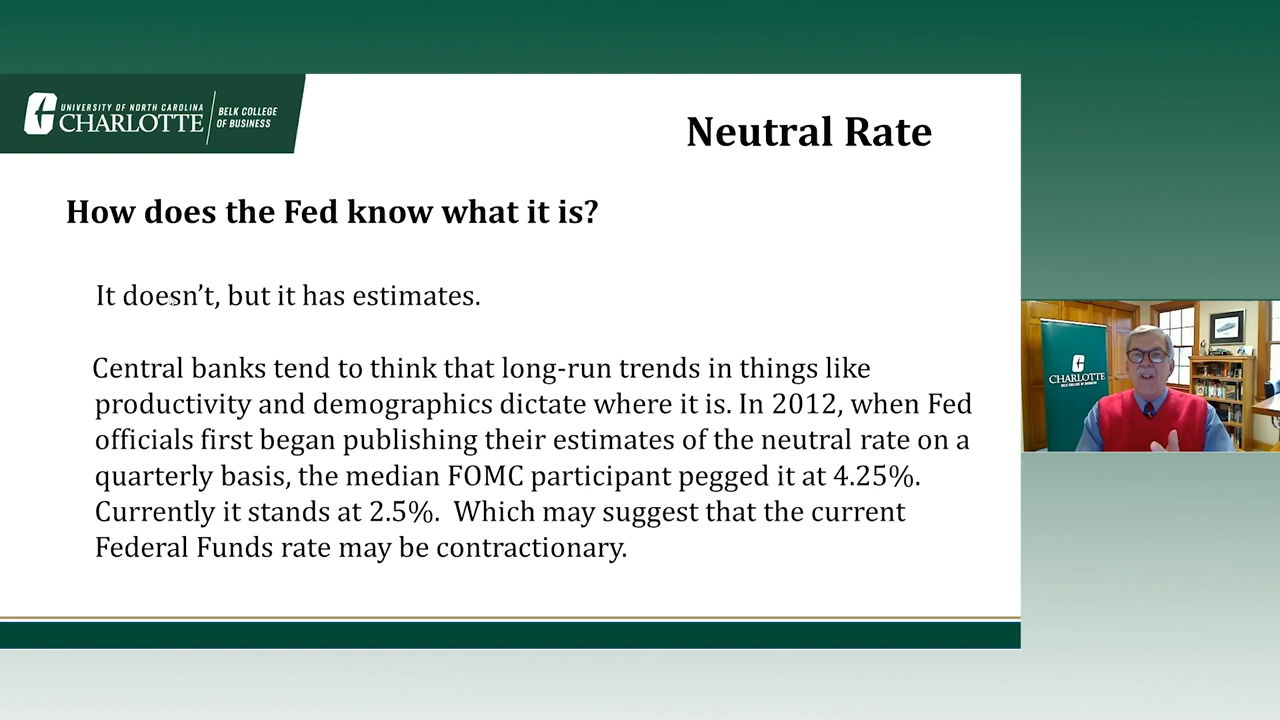 UNIVERSITY OF NORTH CAROLINA
CHARLOTTE
BELK COLLEGE
OF BUSINESS
Neutral Rate
How does the Fed know what it is?
It doesn’t, but it has estimates.
Central banks tend to think that long-run trends in things like
productivity and demographics dictate where it is. In 2012, when Fed
officials first began publishing their estimates of the neutral rate on a
quarterly basis, the median FOMC participant pegged it at 4.25%.
Currently it stands at 2.5%.  Which may suggest that the current
Federal Funds rate may be contractionary.
CHARLOTTE
BELK COLLEGE OF BUSINESS